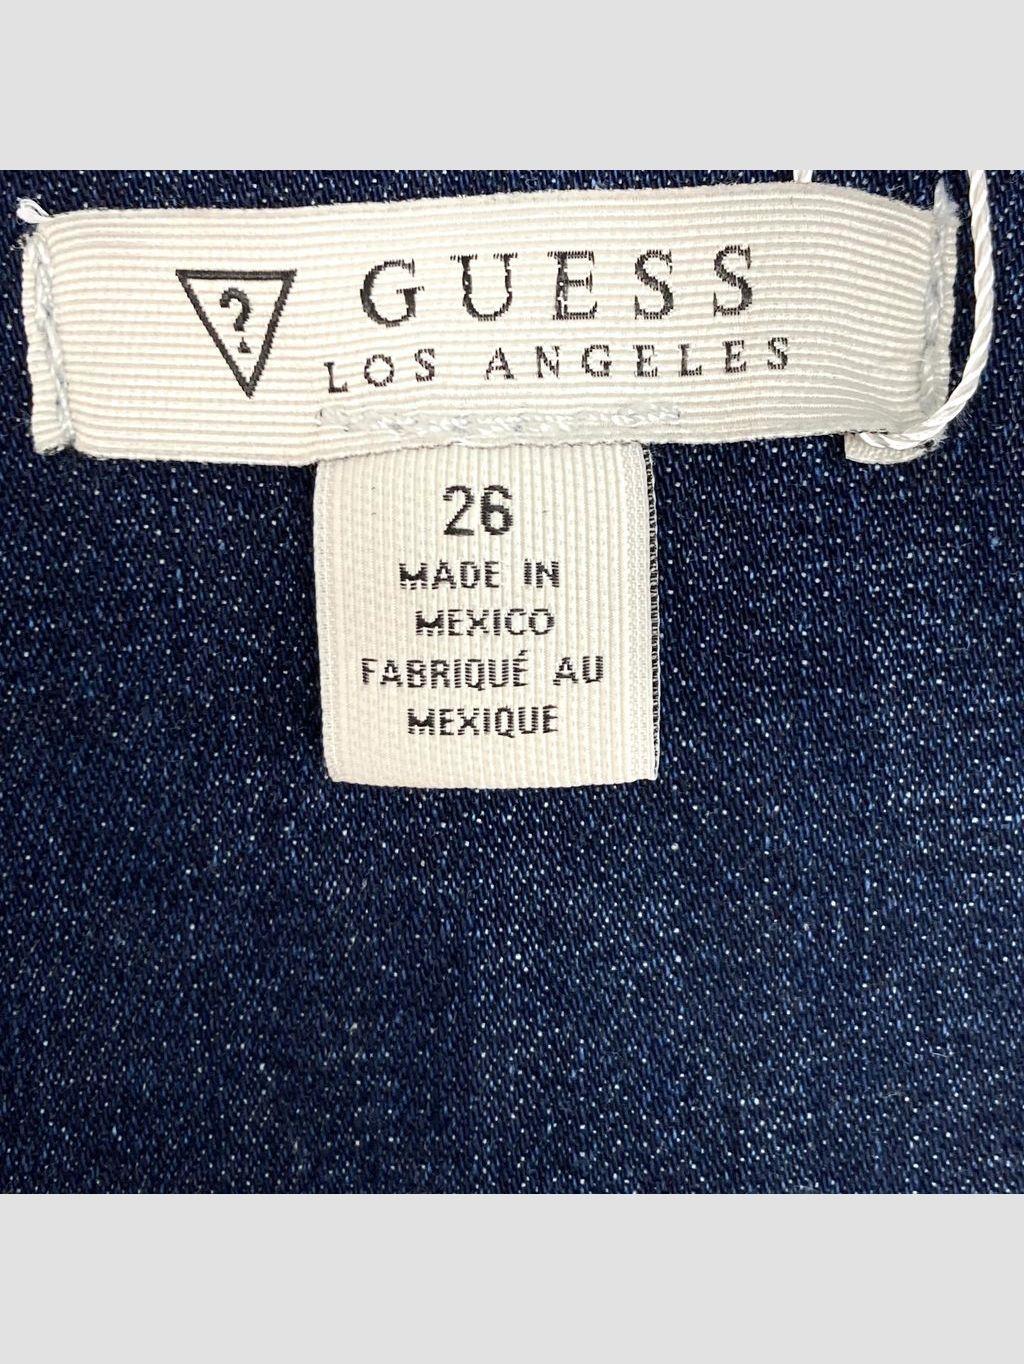 ?
GUESS
LOS ANGELES
26
MADE IN
MEXICO
FABRIQUÉ AU
MEXIQUE